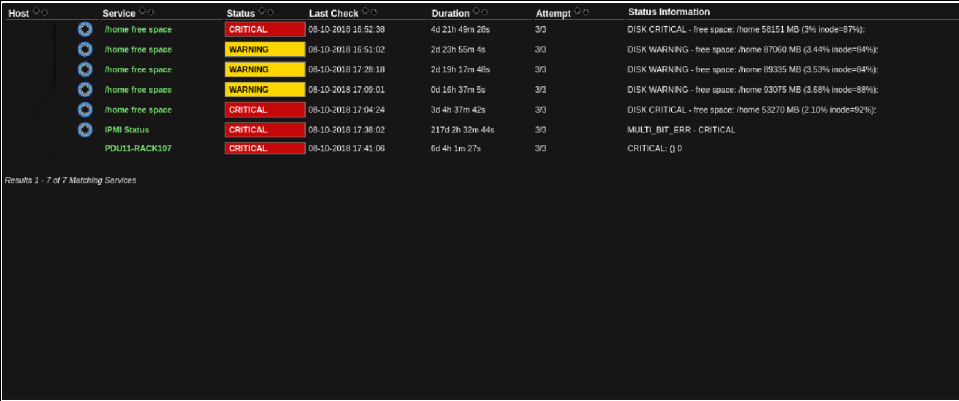 Host Service Status Last Check Duration Attempt Status Information
/home free space CRITICAL 08-10-2018 16:52:38 4d 21h 49m 28s 3/3 DISK CRITICAL - free space: /home 56151 MB (3% inode=87%):
/home free space WARNING 08-10-2018 16:51:02 2d 23h 55m 4s 3/3 DISK WARNING - free space: /home 87060 MB (3.44% inode=84%):
/home free space WARNING 08-10-2018 17:28:18 2d 19h 17m 48s 3/3 DISK WARNING - free space: /home 89335 MB (3.53% inode=84%):
/home free space WARNING 08-10-2018 17:09:01 0d 16h 37m 5s 3/3 DISK WARNING - free space: /home 93075 MB (3.68% inode=88%):
/home free space CRITICAL 08-10-2018 17:04:24 3d 4h 37m 42s 3/3 DISK CRITICAL - free space: /home 53270 MB (2.10% inode=92%):
IPMI Status CRITICAL 08-10-2018 17:38:02 217d 2h 32m 44s 3/3 MULTI_BIT_ERR - CRITICAL
PDU11-RACK107 CRITICAL 08-10-2018 17:41:06 6d 4h 1m 27s 3/3 CRITICAL: () 0
Results 1 - 7 of 7 Matching Services